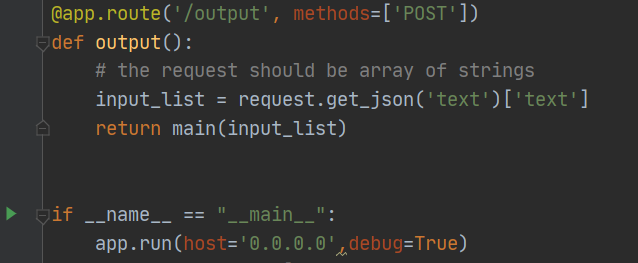 @app.route('/output', methods=['POST'])
def output():
    # the request should be array of strings
    input_list = request.get_json('text')['text']
    return main(input_list)
if __name__ == "__main__":
    app.run(host='0.0.0.0',debug=True)